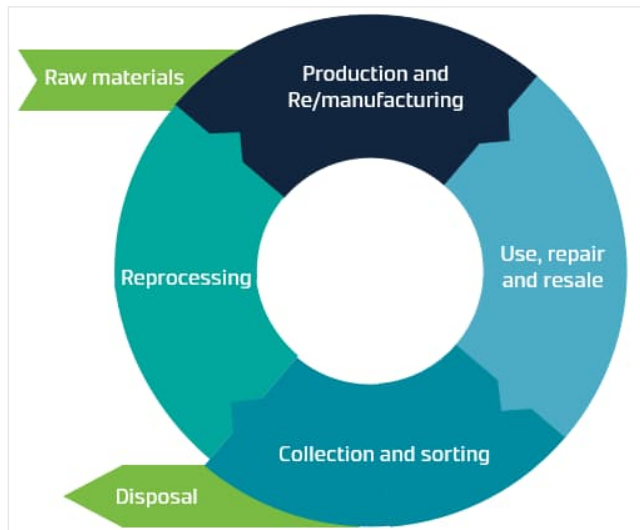 Raw materials
Production and
Re/manufacturing
Use, repair
and resale
Reprocessing
Collection and sorting
Disposal